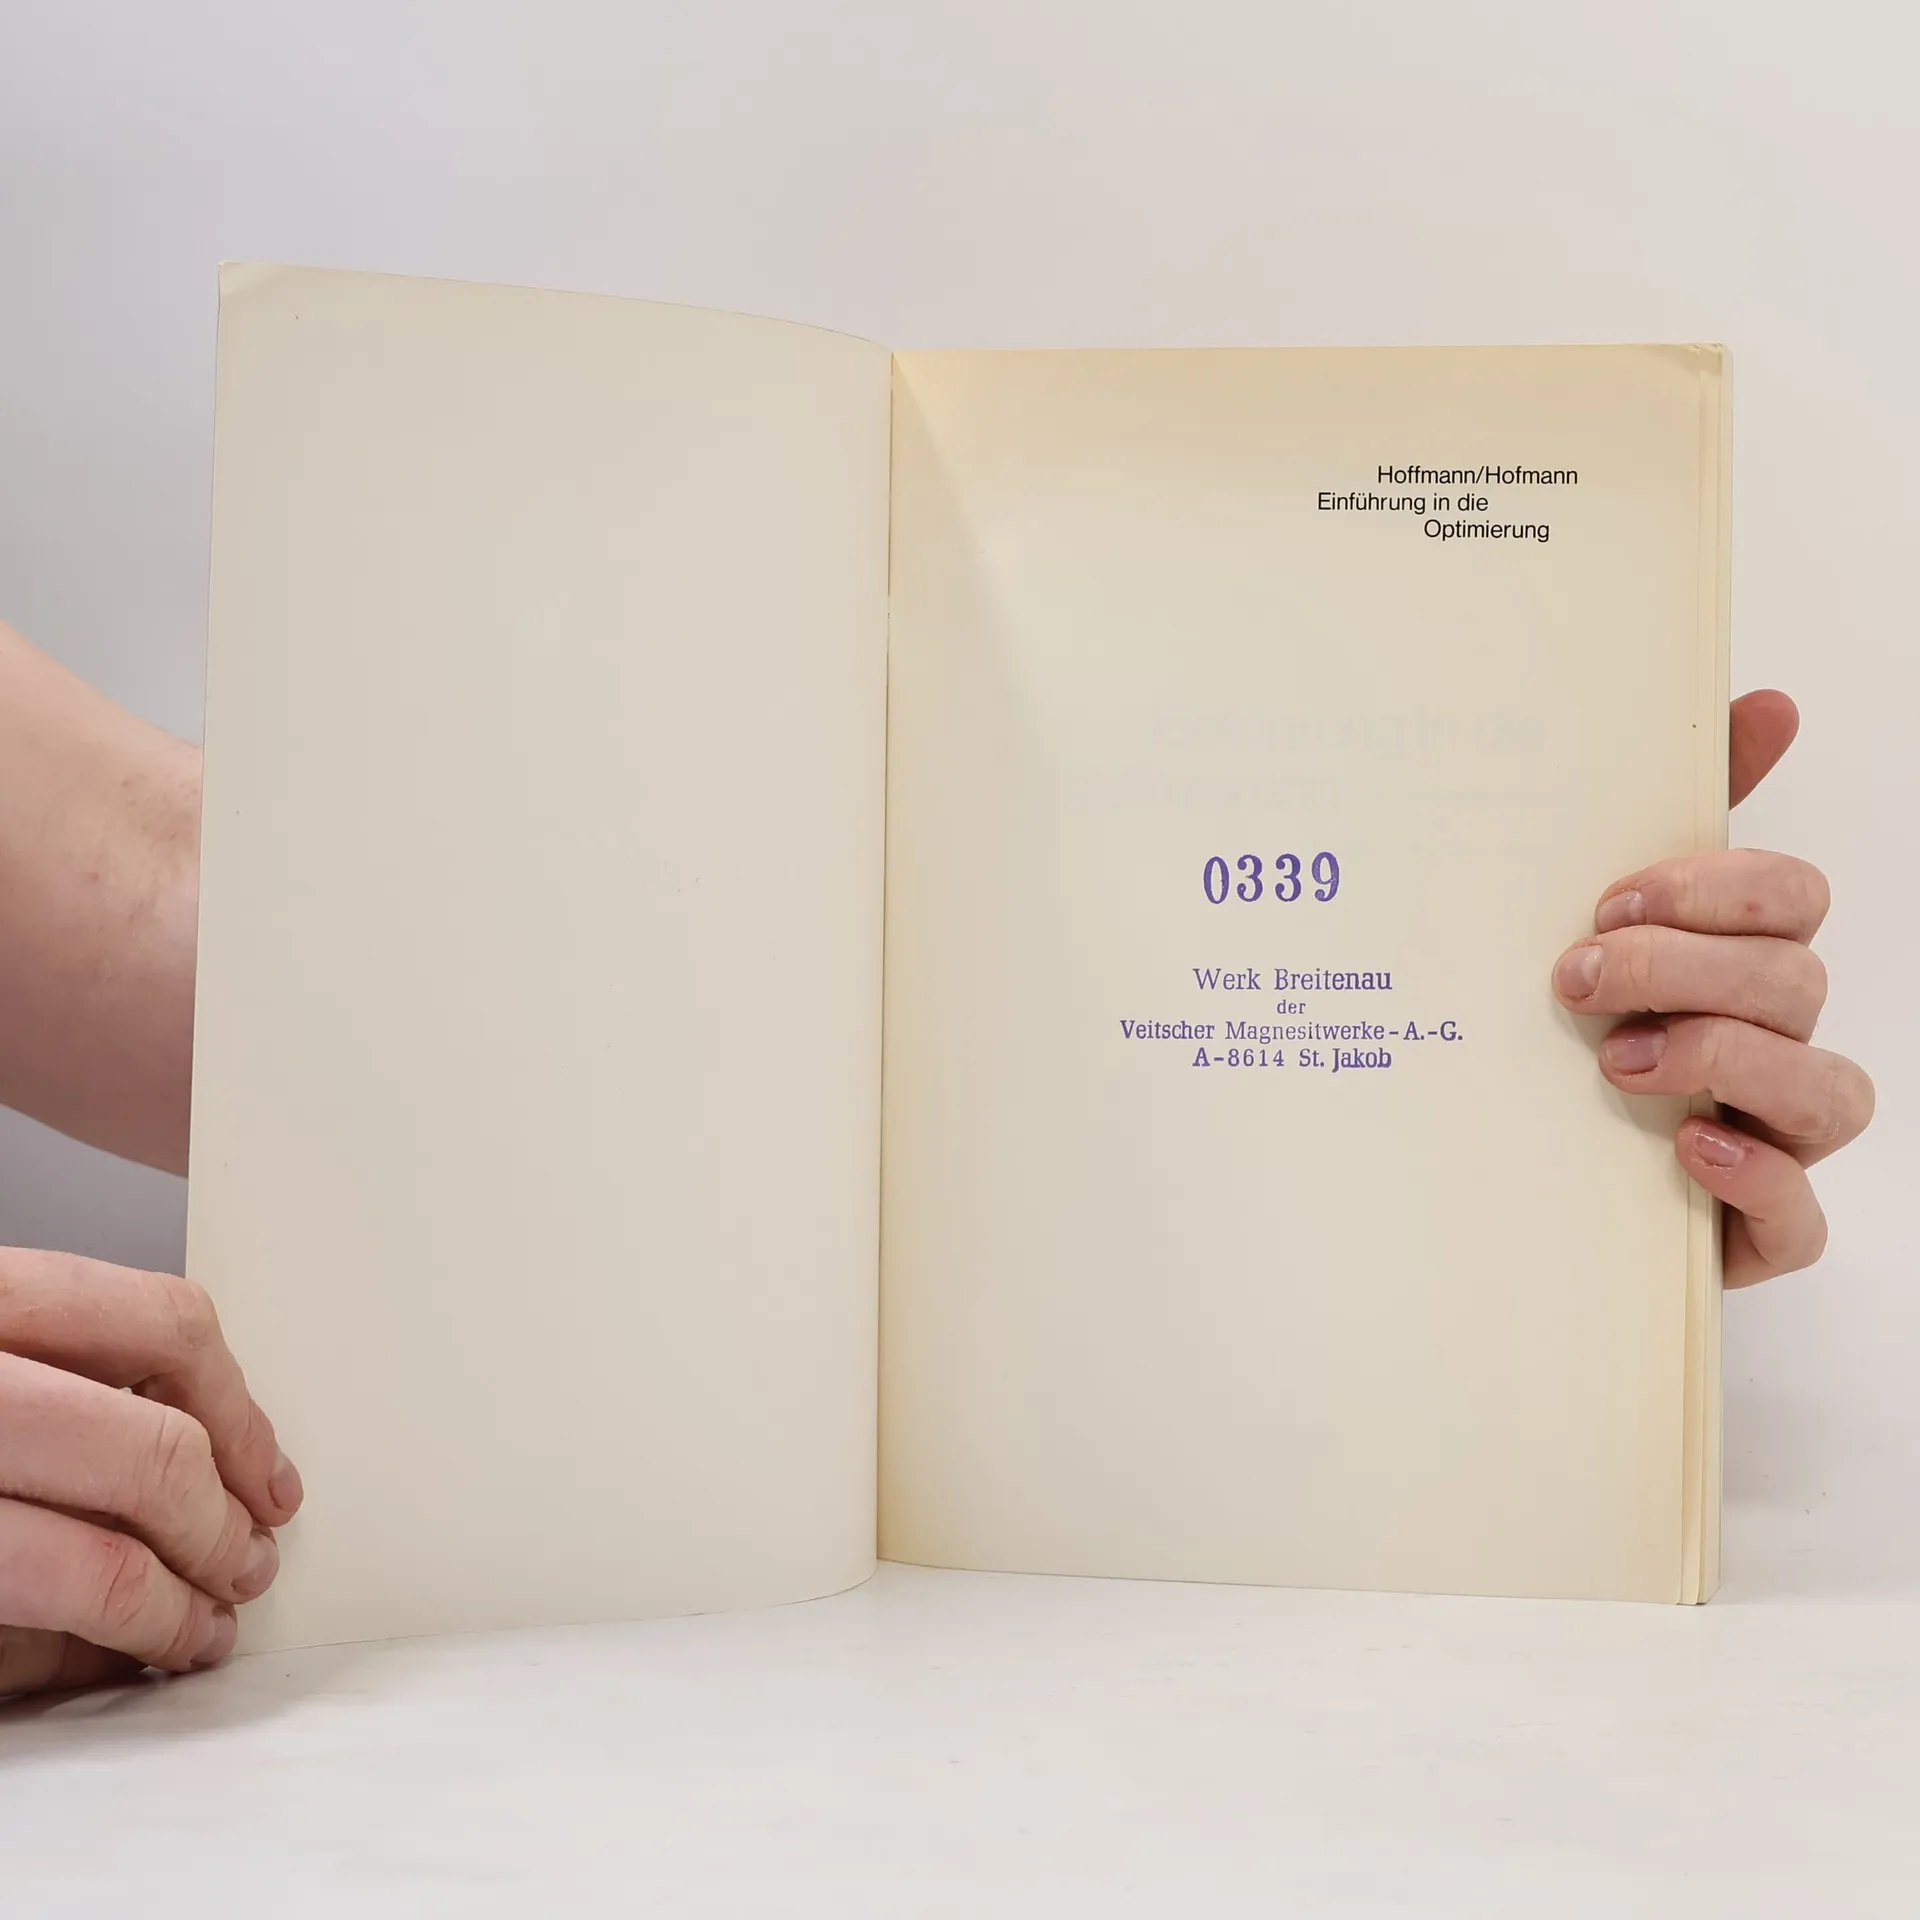 Hoffmann/Hofmann
Einführung in die
Optimierung
0339
Werk Breitenau
der
Veitscher Magnesitwerke-A.-G.
A-8614 St. Jakob